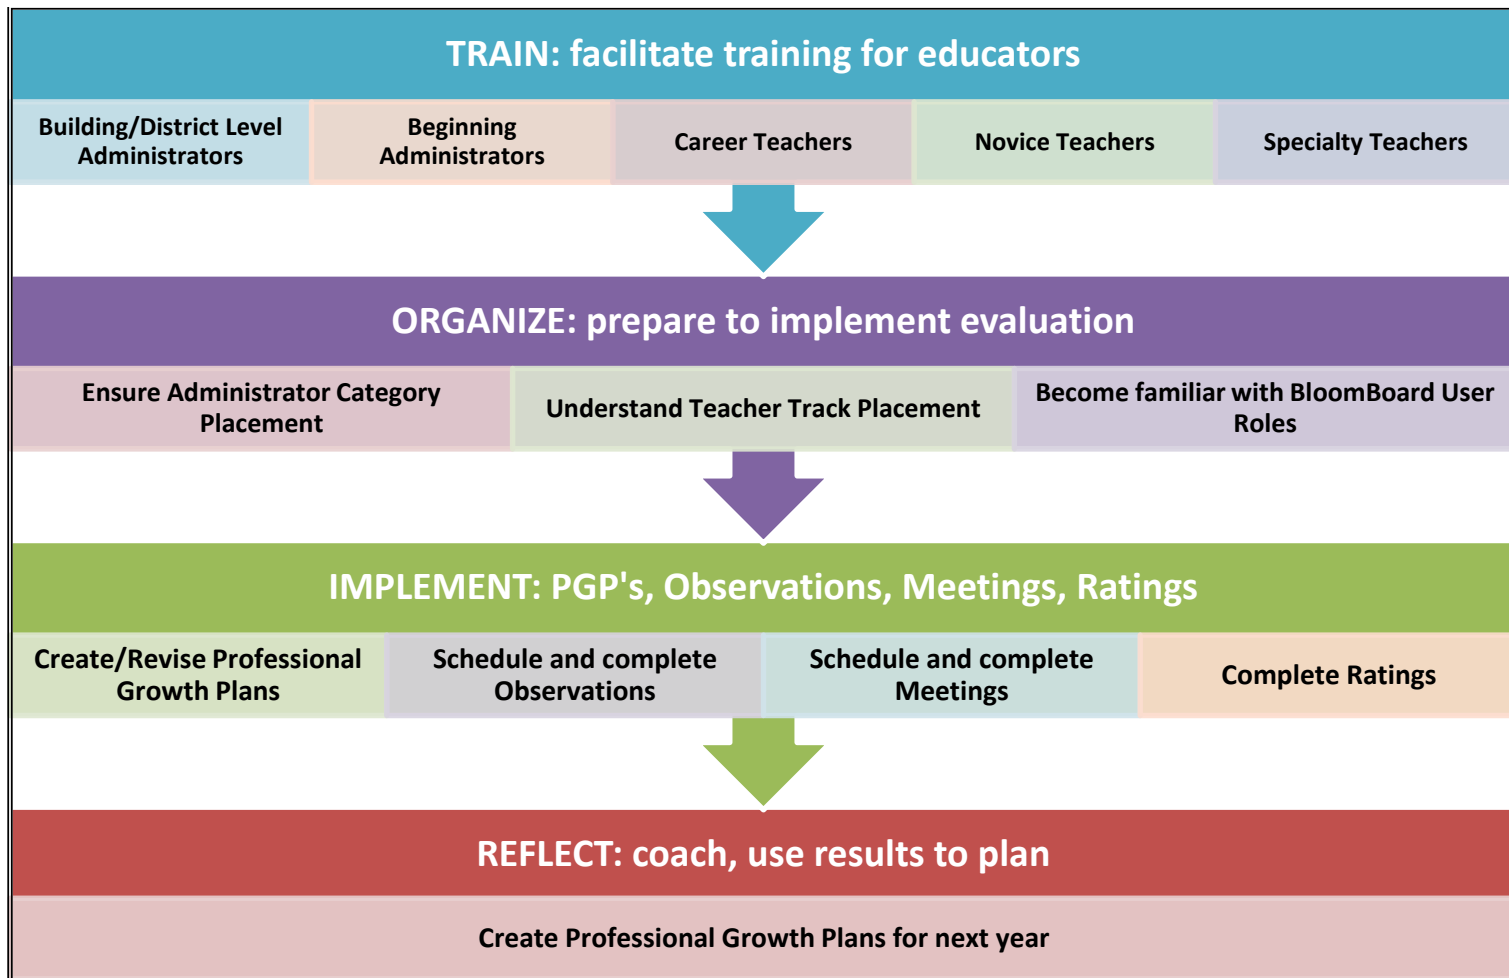 TRAIN: facilitate training for educators
Building/District Level
Administrators
Beginning
Administrators
Career Teachers
Novice Teachers
Specialty Teachers
ORGANIZE: prepare to implement evaluation
Ensure Administrator Category
Placement
Understand Teacher Track Placement
Become familiar with BloomBoard User
Roles
IMPLEMENT: PGP's, Observations, Meetings, Ratings
Create/Revise Professional
Growth Plans
Schedule and complete
Observations
Schedule and complete
Meetings
Complete Ratings
REFLECT: coach, use results to plan
Create Professional Growth Plans for next year